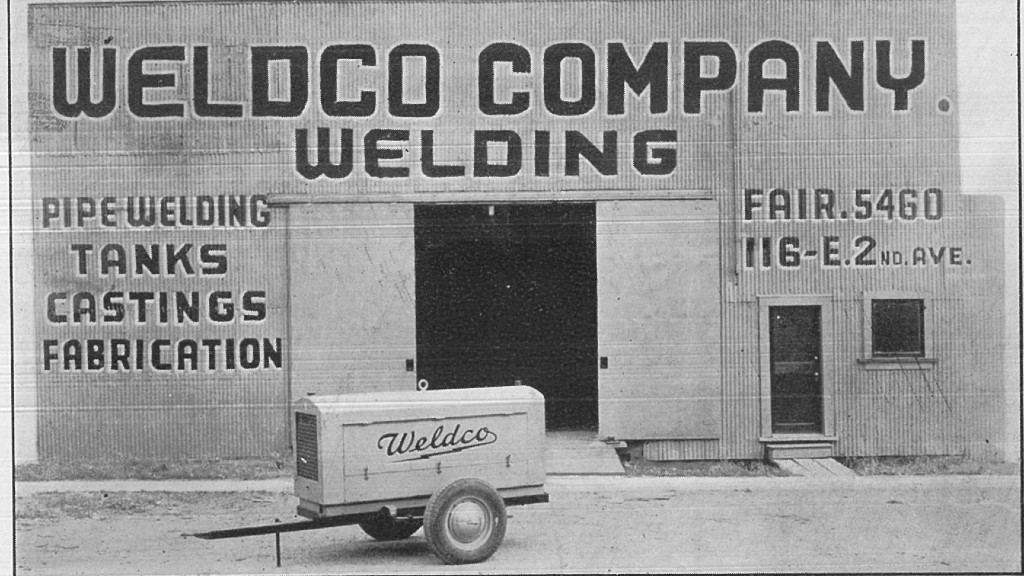 WELDCO COMPANY.
WELDING
PIPE-WELDING
TANKS
CASTINGS
FABRICATION
FAIR.5460
116-E.2ND.AVE.
Weldco